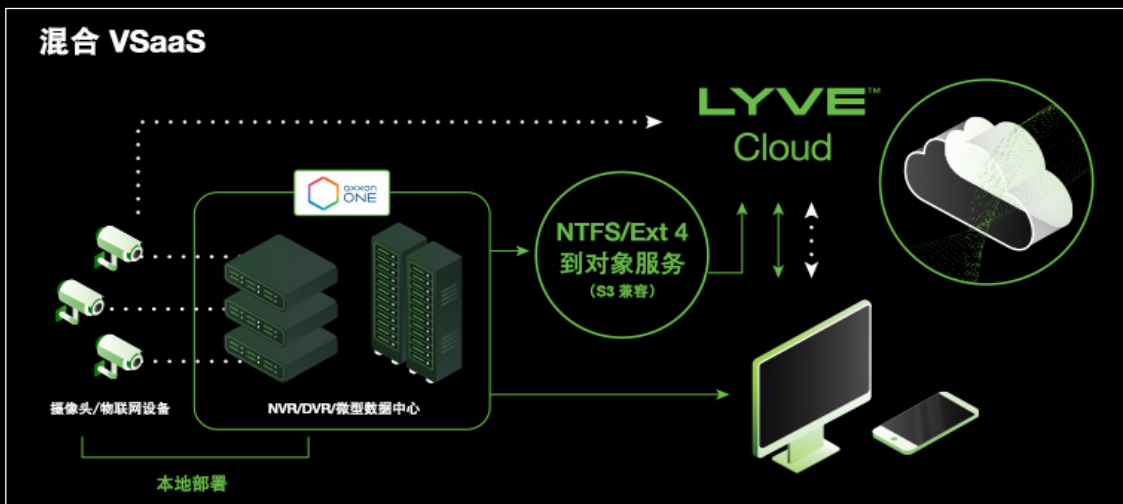 混合 VSaaS
LYVE™
Cloud
axxon
ONE
NTFS/Ext 4
到对象服务
（S3 兼容）
摄像头/物联网设备
NVR/DVR/微型数据中心
本地部署